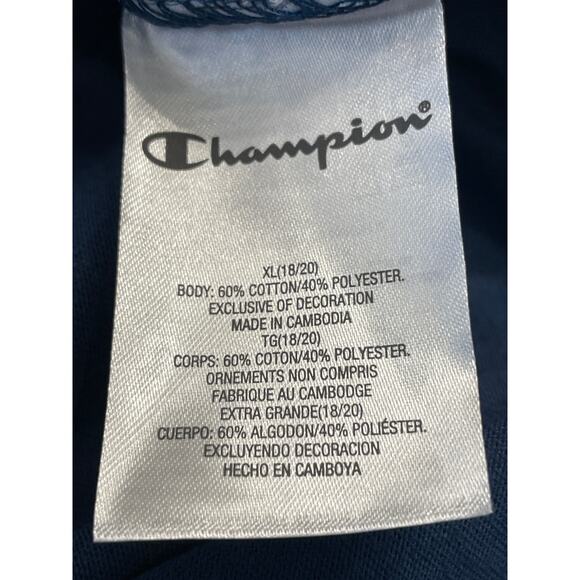 Champion®
XL(18/20)
BODY: 60% COTTON/40% POLYESTER.
EXCLUSIVE OF DECORATION
MADE IN CAMBODIA
TG(18/20)
CORPS: 60% COTON/40% POLYESTER.
ORNEMENTS NON COMPRIS
FABRIQUE AU CAMBODGE
EXTRA GRANDE(18/20)
CUERPO: 60% ALGODON/40% POLIÉSTER.
EXCLUYENDO DECORACION
HECHO EN CAMBOYA